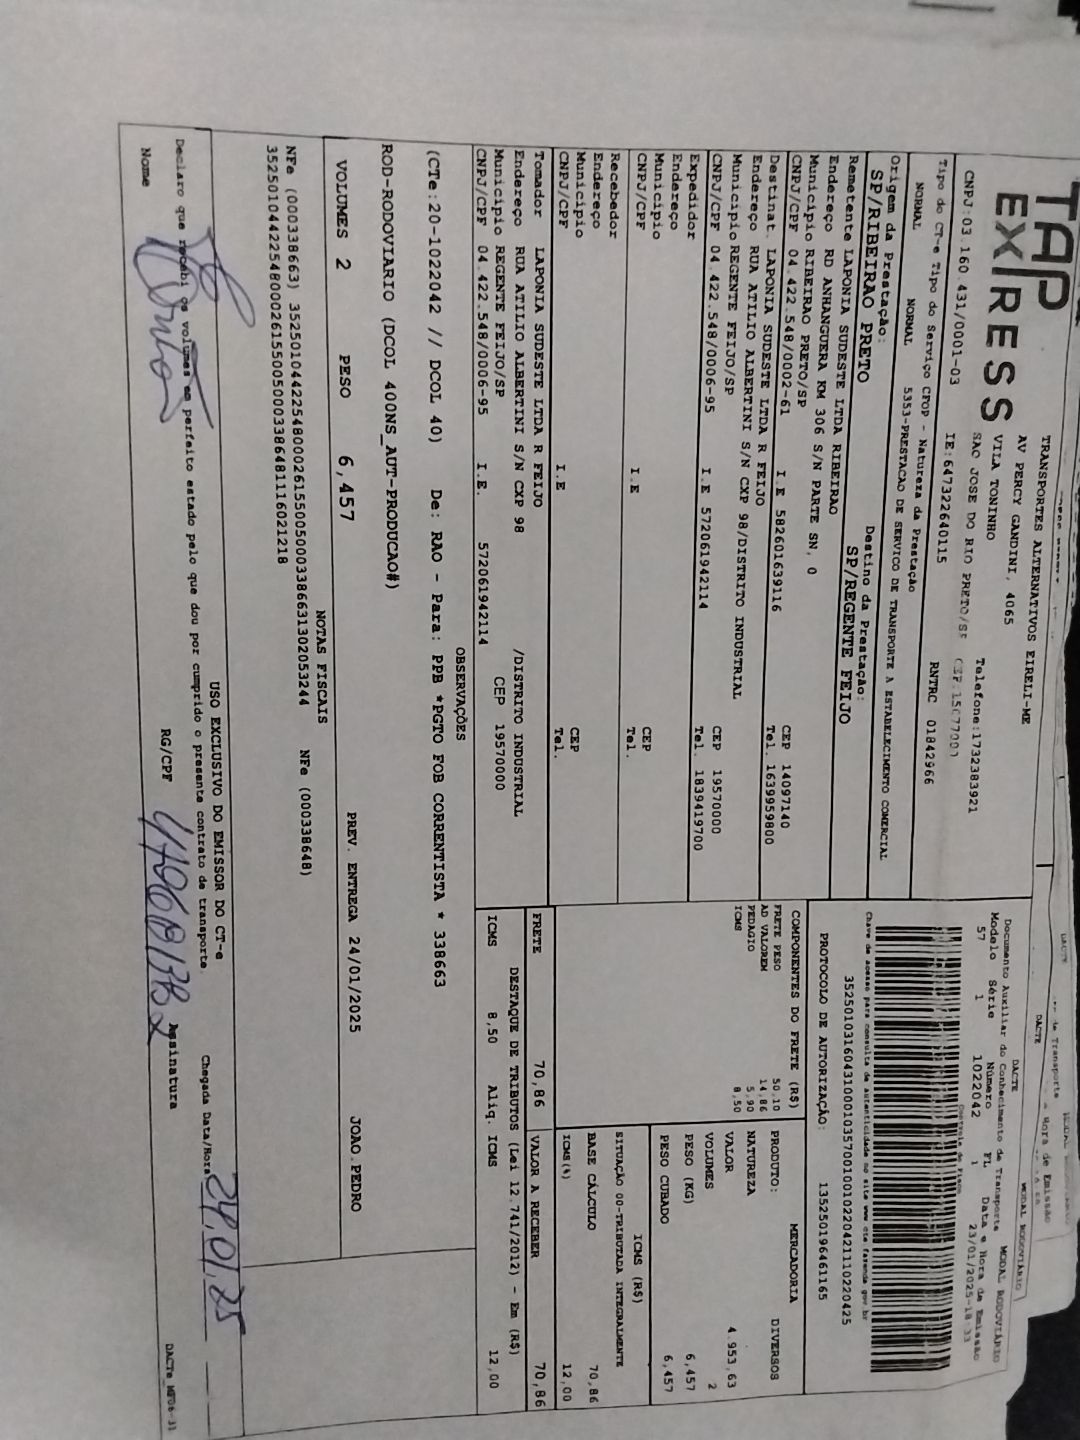 TAP
EXPRESS
TRANSPORTES ALTERNATIVOS EIRELI-ME
AV PERCY GANDINI, 4065
VILA TONINHO
SAO JOSE DO RIO PRETO/SP
Telefone:1732383921
CNPJ:03.160.431/0001-03 IE:647322640115 RNTRC 01842966
Tipo do CT-e Tipo do Serviço CFOP - Natureza da Prestação
NORMAL NORMAL 5353-PRESTACAO DE SERVICO DE TRANSPORTE A ESTABELECIMENTO COMERCIAL
Origem da Prestação: Destino da Prestação:
SP/RIBEIRAO PRETO SP/REGENTE FEIJO
Remetente LAPONIA SUDESTE LTDA RIBEIRAO
Endereço RD ANHANGUERA KM 306 S/N PARTE SN, 0
Município RIBEIRAO PRETO/SP CEP 14097140
CNPJ/CPF 04.422.548/0002-61 I.E 582601639116 Tel. 1639959800
Destinat. LAPONIA SUDESTE LTDA R FEIJO
Endereço RUA ATILIO ALBERTINI S/N CXP 98/DISTRITO INDUSTRIAL
Município REGENTE FEIJO/SP CEP 19570000
CNPJ/CPF 04.422.548/0006-95 I.E 572061942114 Tel. 1839419700
Expedidor
Endereço
Município CEP
CNPJ/CPF I.E Tel.
Recebedor
Endereço
Município CEP
CNPJ/CPF I.E Tel.
Tomador LAPONIA SUDESTE LTDA R FEIJO
Endereço RUA ATILIO ALBERTINI S/N CXP 98 /DISTRITO INDUSTRIAL
Município REGENTE FEIJO/SP CEP 19570000
CNPJ/CPF 04.422.548/0006-95 I.E. 572061942114
DACTE
Documento Auxiliar do Conhecimento de Transporte MODAL RODOVIÁRIO
Modelo Série Número FL Data e Hora de Emissão
57 1 1022042 1 23/01/2025-18:33
Controle do Fisco
Chave de acesso para consulta de autenticidade no site www.cte.fazenda.gov.br
35250103160431000103570010010220421110220425
PROTOCOLO DE AUTORIZAÇÃO: 135250196461165
COMPONENTES DO FRETE (R$)
FRETE PESO 50,10
AD VALOREM 14,86
PEDAGIO 5,90
ICMS 8,50
MERCADORIA
PRODUTO: DIVERSOS
NATUREZA
VALOR 4.953,63
VOLUMES 2
PESO (KG) 6,457
PESO CUBADO 6,457
ICMS (R$)
SITUAÇÃO 00-TRIBUTADA INTEGRALMENTE
BASE CÁLCULO 70,86
ICMS(%) 12,00
FRETE 70,86 VALOR A RECEBER 70,86
DESTAQUE DE TRIBUTOS (Lei 12.741/2012) - Em (R$)
ICMS 8,50 Aliq. ICMS 12,00
OBSERVAÇÕES
(CTe:20-1022042 // DCOL 40) De: RAO - Para: PPB *PGTO FOB CORRENTISTA * 338663
ROD-RODOVIARIO (DCOL 400NS_AUT-PRODUCAO#)
VOLUMES 2 PESO 6,457 PREV. ENTREGA 24/01/2025 JOAO.PEDRO
NOTAS FISCAIS
NFe (000338663) 35250104422548000261550050003386631302053244 NFe (000338648)
35250104422548000261550050003386481116021218
USO EXCLUSIVO DO EMISSOR DO CT-e
Declaro que recebi os volumes em perfeito estado pelo que dou por cumprido o presente contrato de transporte.
Chegada Data/Hora 24.01.25
Nome RG/CPF Assinatura